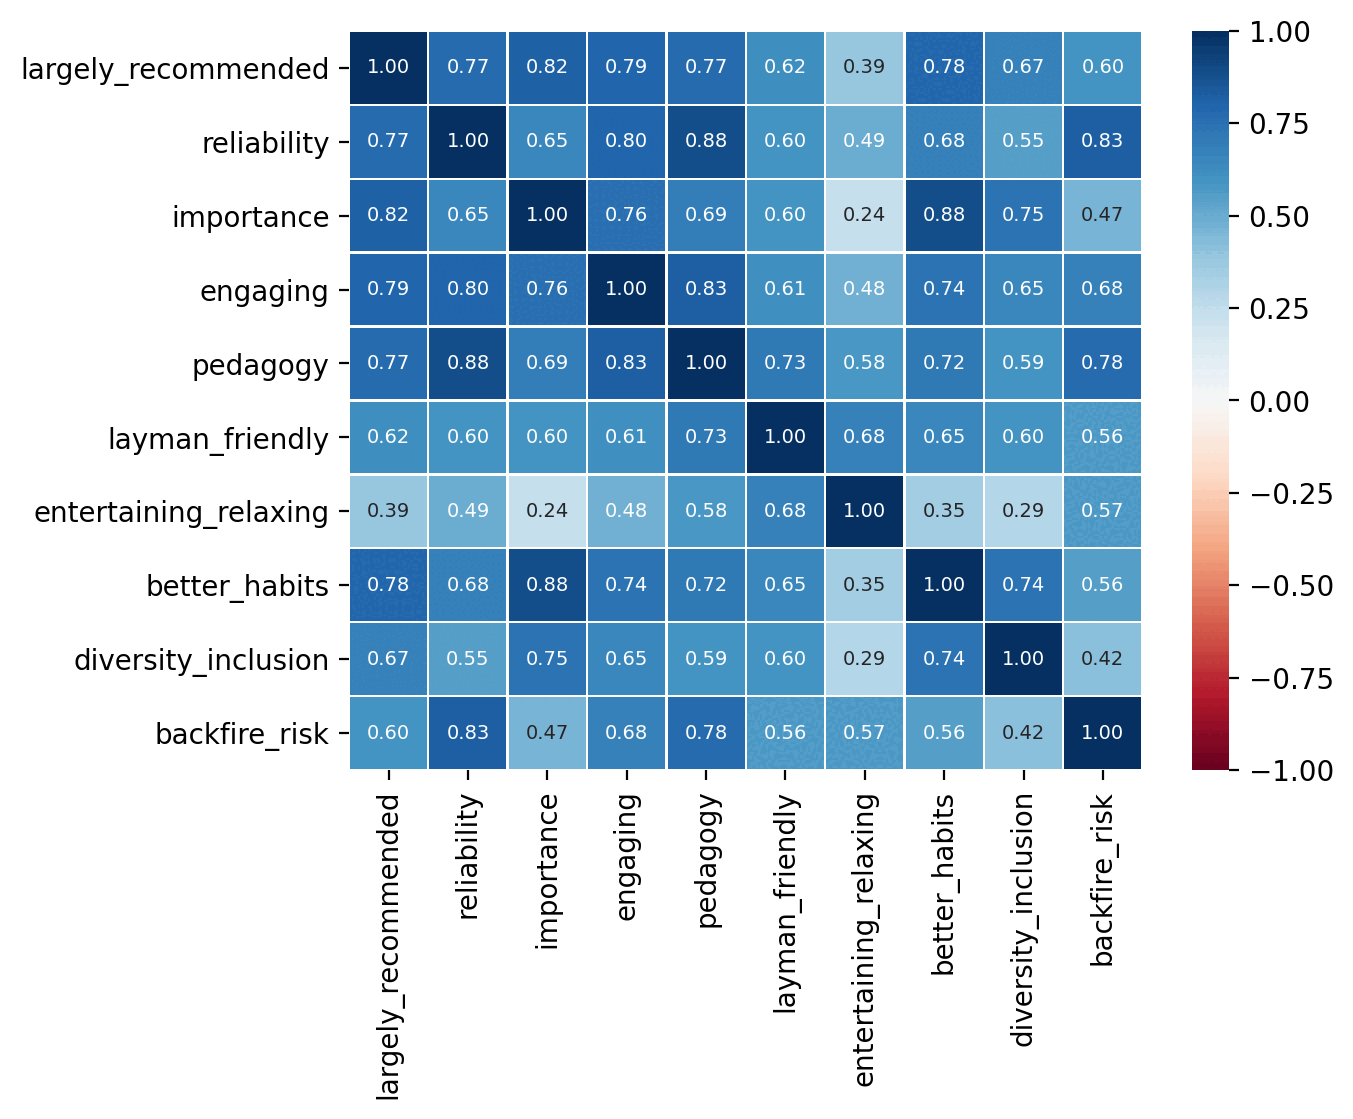 largely_recommended 1.00 0.77 0.82 0.79 0.77 0.62 0.39 0.78 0.67 0.60
reliability 0.77 1.00 0.65 0.80 0.88 0.60 0.49 0.68 0.55 0.83
importance 0.82 0.65 1.00 0.76 0.69 0.60 0.24 0.88 0.75 0.47
engaging 0.79 0.80 0.76 1.00 0.83 0.61 0.48 0.74 0.65 0.68
pedagogy 0.77 0.88 0.69 0.83 1.00 0.73 0.58 0.72 0.59 0.78
layman_friendly 0.62 0.60 0.60 0.61 0.73 1.00 0.68 0.65 0.60 0.56
entertaining_relaxing 0.39 0.49 0.24 0.48 0.58 0.68 1.00 0.35 0.29 0.57
better_habits 0.78 0.68 0.88 0.74 0.72 0.65 0.35 1.00 0.74 0.56
diversity_inclusion 0.67 0.55 0.75 0.65 0.59 0.60 0.29 0.74 1.00 0.42
backfire_risk 0.60 0.83 0.47 0.68 0.78 0.56 0.57 0.56 0.42 1.00
largely_recommended
reliability
importance
engaging
pedagogy
layman_friendly
entertaining_relaxing
better_habits
diversity_inclusion
backfire_risk
1.00
0.75
0.50
0.25
0.00
−0.25
−0.50
−0.75
−1.00